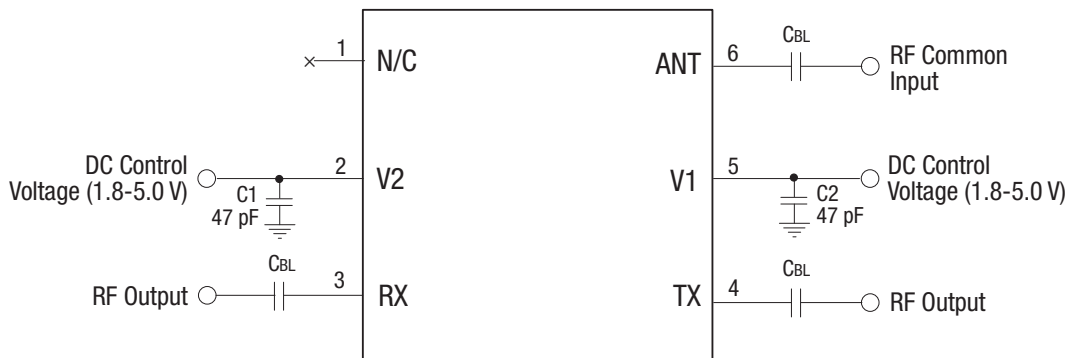 1
N/C
ANT
6
CBL
RF Common
Input
DC Control
Voltage (1.8-5.0 V)
2
V2
C1
47 pF
V1
5
DC Control
Voltage (1.8-5.0 V)
C2
47 pF
RF Output
CBL
3
RX
TX
4
CBL
RF Output